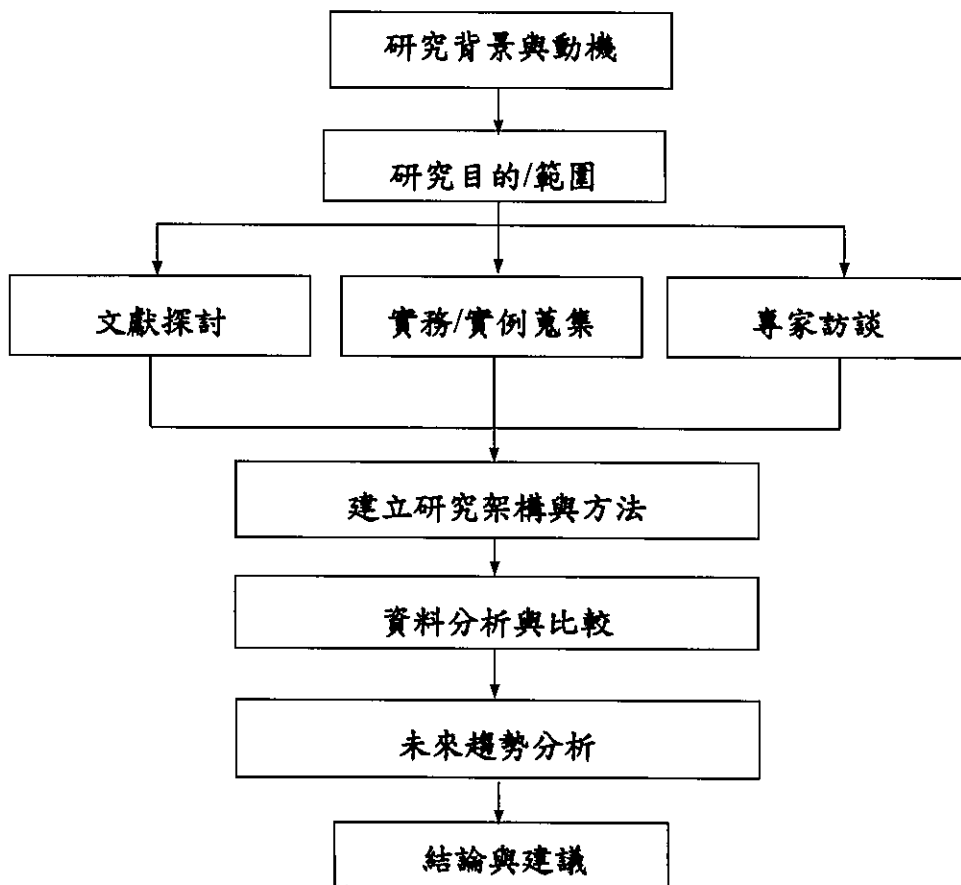 研究背景與動機
研究目的/範圍
文獻探討
實務/實例蒐集
專家訪談
建立研究架構與方法
資料分析與比較
未來趨勢分析
結論與建議